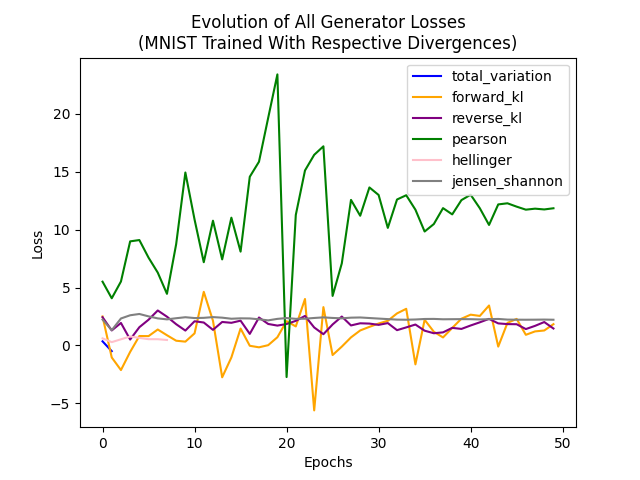 Evolution of All Generator Losses
(MNIST Trained With Respective Divergences)
total_variation
forward_kl
reverse_kl
pearson
hellinger
jensen_shannon
Loss
20
15
10
5
0
−5
0
10
20
30
40
50
Epochs